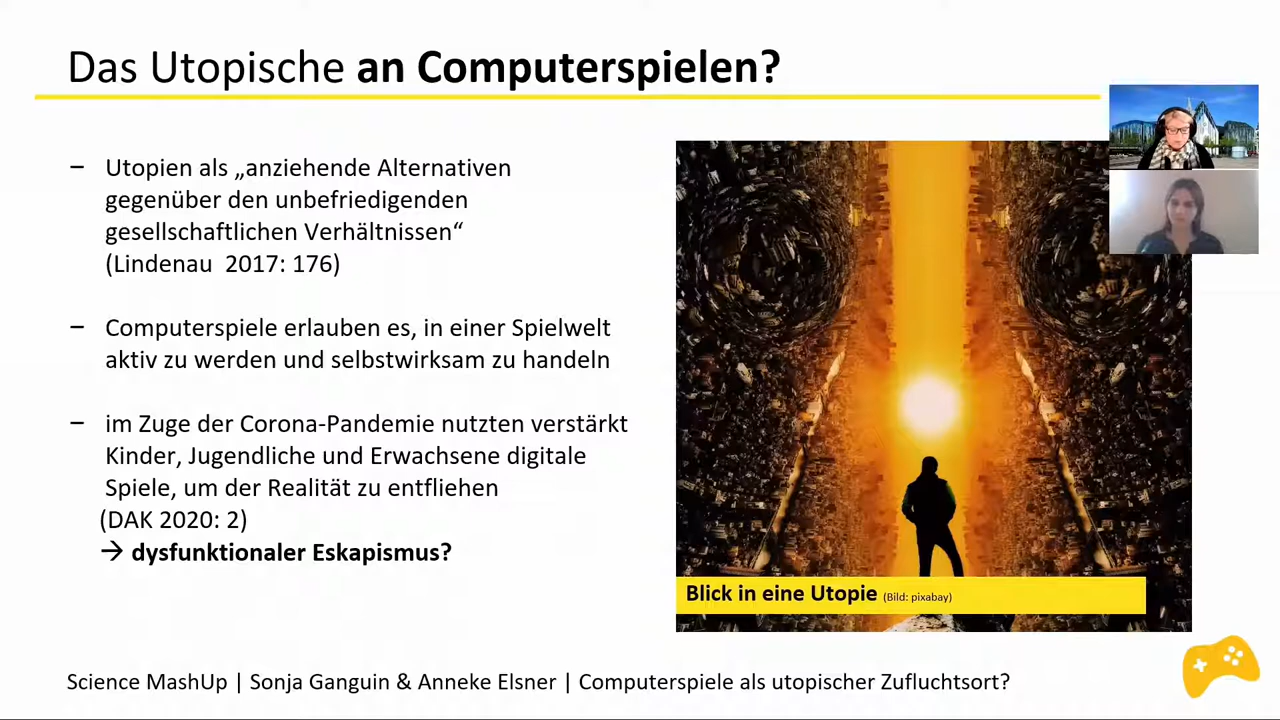 Das Utopische an Computerspielen?
– Utopien als „anziehende Alternativen
gegenüber den unbefriedigenden
gesellschaftlichen Verhältnissen“
(Lindenau 2017: 176)
– Computerspiele erlauben es, in einer Spielwelt
aktiv zu werden und selbstwirksam zu handeln
– im Zuge der Corona-Pandemie nutzten verstärkt
Kinder, Jugendliche und Erwachsene digitale
Spiele, um der Realität zu entfliehen
(DAK 2020: 2)
→ dysfunktionaler Eskapismus?
Blick in eine Utopie (Bild: pixabay)
Science MashUp | Sonja Ganguin & Anneke Elsner | Computerspiele als utopischer Zufluchtsort?